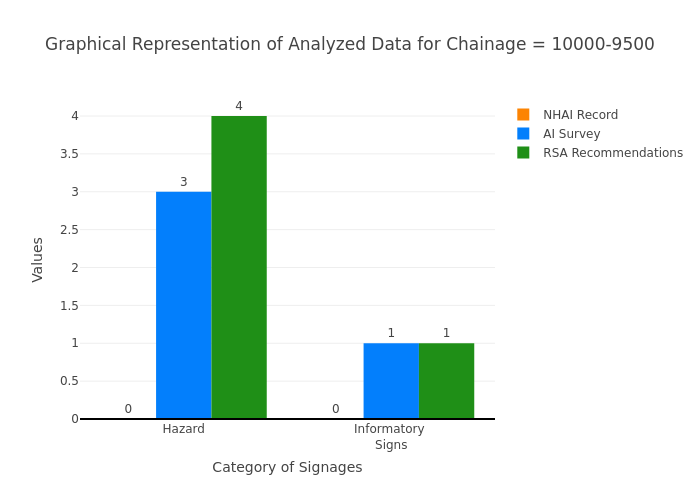 Graphical Representation of Analyzed Data for Chainage = 10000-9500
NHAI Record
AI Survey
RSA Recommendations
Values
4
3.5
3
2.5
2
1.5
1
0.5
0
0
3
4
0
1
1
Hazard
Informatory
Signs
Category of Signages